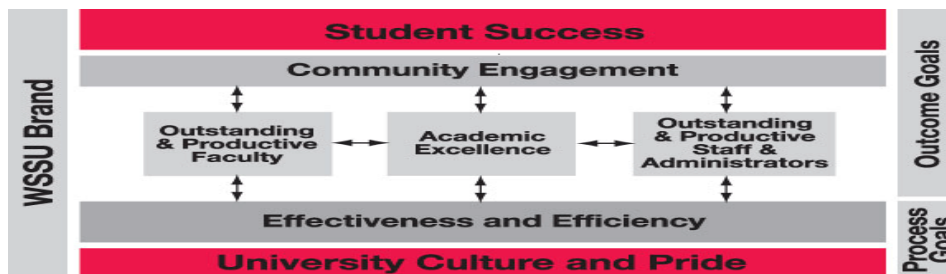 Student Success
Community Engagement
WSSU Brand
Outcome Goals
Outstanding
& Productive
Faculty
Academic
Excellence
Outstanding
& Productive
Staff &
Administrators
Effectiveness and Efficiency
University Culture and Pride
Process
Goals